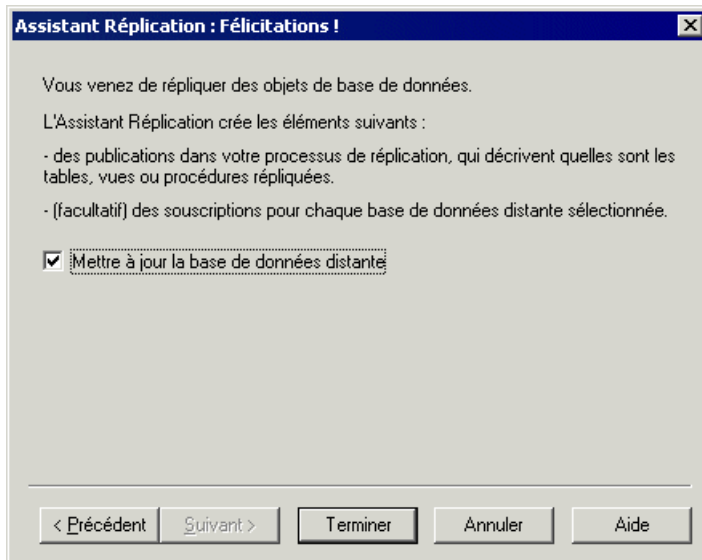 Assistant Réplication : Félicitations !
Vous venez de répliquer des objets de base de données.
L'Assistant Réplication crée les éléments suivants :
- des publications dans votre processus de réplication, qui décrivent quelles sont les
tables, vues ou procédures répliquées.
- (facultatif) des souscriptions pour chaque base de données distante sélectionnée.
Mettre à jour la base de données distante
< Précédent Suivant > Terminer Annuler Aide